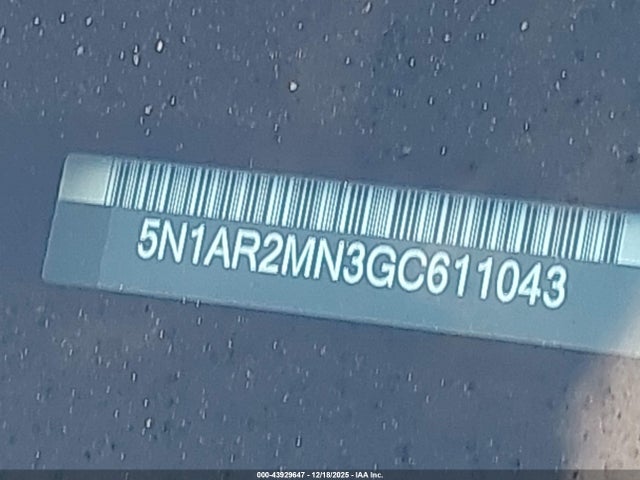 5N1AR2MN3GC611043
000-43929647 - 12/18/2025 - IAA Inc.